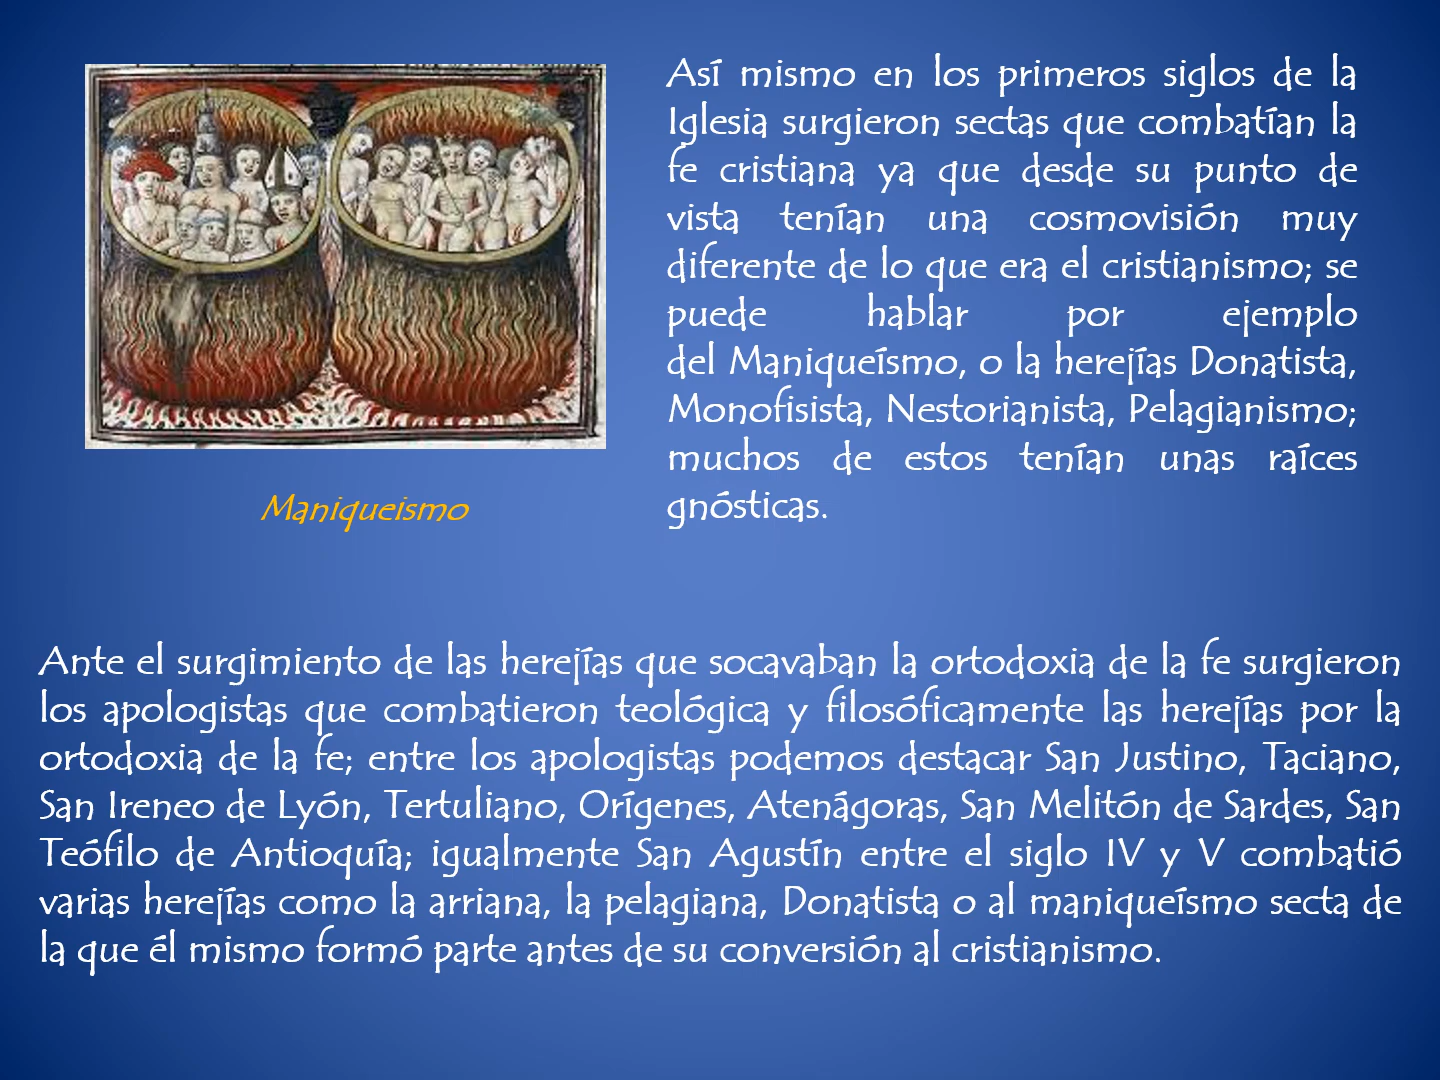 Así mismo en los primeros siglos de la
Iglesia surgieron sectas que combatían la
fe cristiana ya que desde su punto de
vista tenían una cosmovisión muy
diferente de lo que era el cristianismo; se
puede hablar por ejemplo
del Maniqueísmo, o la herejías Donatista,
Monofisista, Nestorianista, Pelagianismo;
muchos de estos tenían unas raíces
gnósticas.
Maniqueismo
Ante el surgimiento de las herejías que socavaban la ortodoxia de la fe surgieron
los apologistas que combatieron teológica y filosóficamente las herejías por la
ortodoxia de la fe; entre los apologistas podemos destacar San Justino, Taciano,
San Ireneo de Lyón, Tertuliano, Orígenes, Atenágoras, San Melitón de Sardes, San
Teófilo de Antioquía; igualmente San Agustín entre el siglo IV y V combatió
varias herejías como la arriana, la pelagiana, Donatista o al maniqueísmo secta de
la que él mismo formó parte antes de su conversión al cristianismo.